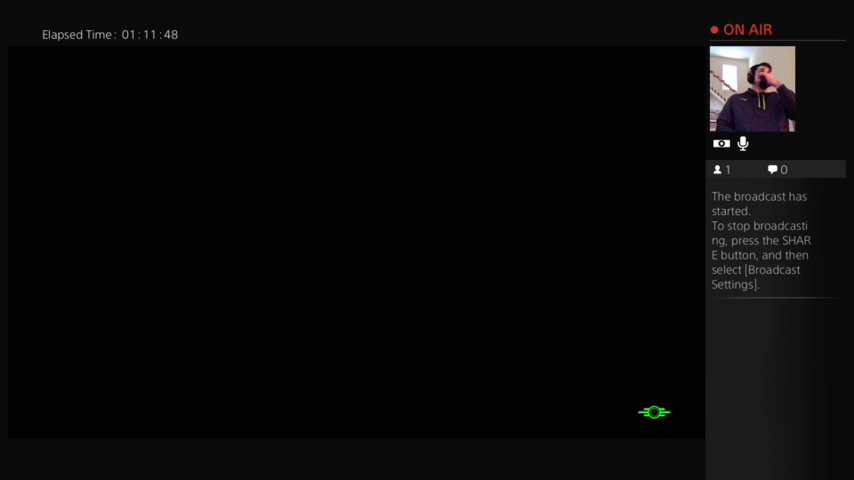 Elapsed Time: 01:11:48
ON AIR
1 0
The broadcast has
started.
To stop broadcasti
ng, press the SHAR
E button, and then
select [Broadcast
Settings].